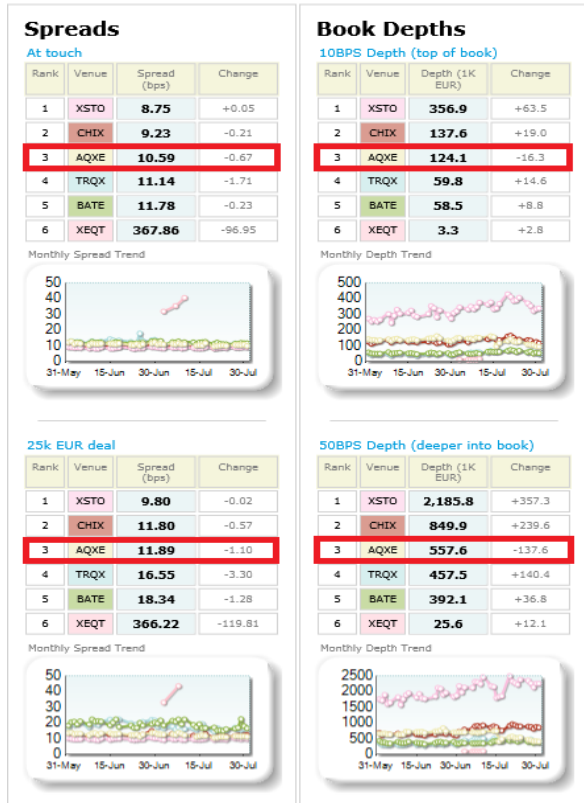 Spreads
At touch
Rank Venue Spread (bps) Change
1 XSTO 8.75 +0.05
2 CHIX 9.23 -0.21
3 AQXE 10.59 -0.67
4 TRQX 11.14 -1.71
5 BATE 11.78 -0.23
6 XEQT 367.86 -96.95
Monthly Spread Trend
50
40
30
20
10
0
31-May 15-Jun 30-Jun 15-Jul 30-Jul
25k EUR deal
Rank Venue Spread (bps) Change
1 XSTO 9.80 -0.02
2 CHIX 11.80 -0.57
3 AQXE 11.89 -1.10
4 TRQX 16.55 -3.30
5 BATE 18.34 -1.28
6 XEQT 366.22 -119.81
Monthly Spread Trend
50
40
30
20
10
0
31-May 15-Jun 30-Jun 15-Jul 30-Jul
Book Depths
10BPS Depth (top of book)
Rank Venue Depth (1K EUR) Change
1 XSTO 356.9 +63.5
2 CHIX 137.6 +19.0
3 AQXE 124.1 -16.3
4 TRQX 59.8 +14.6
5 BATE 58.5 +8.8
6 XEQT 3.3 +2.8
Monthly Depth Trend
500
400
300
200
100
0
31-May 15-Jun 30-Jun 15-Jul 30-Jul
50BPS Depth (deeper into book)
Rank Venue Depth (1K EUR) Change
1 XSTO 2,185.8 +357.3
2 CHIX 849.9 +239.6
3 AQXE 557.6 -137.6
4 TRQX 457.5 +140.4
5 BATE 392.1 +36.8
6 XEQT 25.6 +12.1
Monthly Depth Trend
2500
2000
1500
1000
500
0
31-May 15-Jun 30-Jun 15-Jul 30-Jul